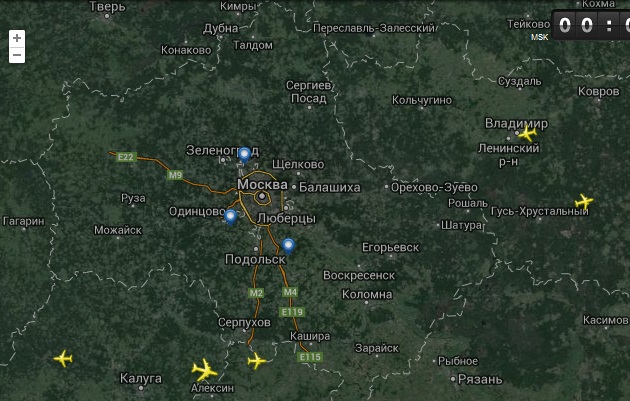 Тверь
Кимры
Кохма
Переславль-Залесский
Тейково
00:
MSK
Дубна
Талдом
Конаково
+
−
Сергиев
Посад
Суздаль
Кольчугино
Ковров
Владимир
Ленинский
р-н
Зеленоград
E22
M9
Щелково
Москва
Балашиха
Орехово-Зуево
Руза
Рошаль
Одинцово
Люберцы
Гусь-Хрустальный
Гагарин
Можайск
Шатура
Подольск
Егорьевск
Воскресенск
M2
M4
Коломна
E119
Серпухов
Касимов
Кашира
Зарайск
E115
Рыбное
Калуга
Алексин
Рязань